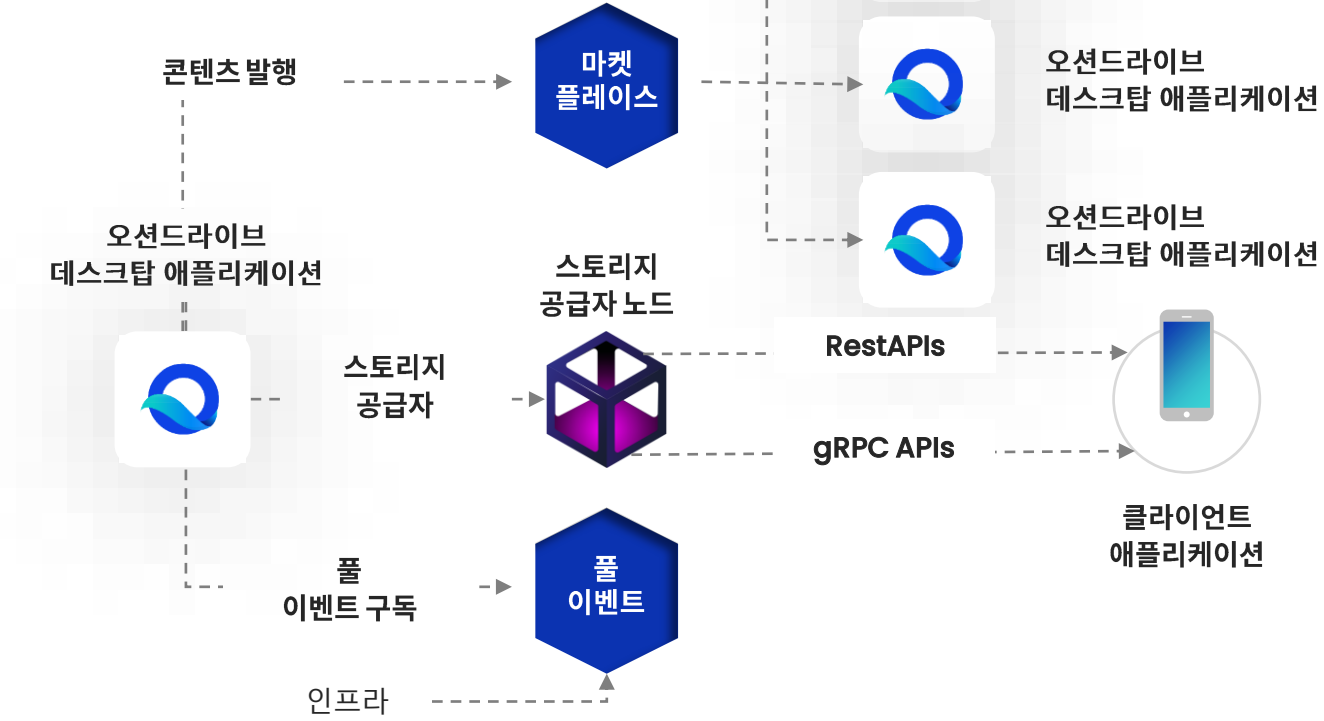 콘텐츠 발행
마켓
플레이스
오션드라이브
데스크탑 애플리케이션
오션드라이브
데스크탑 애플리케이션
오션드라이브
데스크탑 애플리케이션
스토리지
공급자 노드
스토리지
공급자
RestAPIs
gRPC APIs
클라이언트
애플리케이션
풀
이벤트 구독
풀
이벤트
인프라